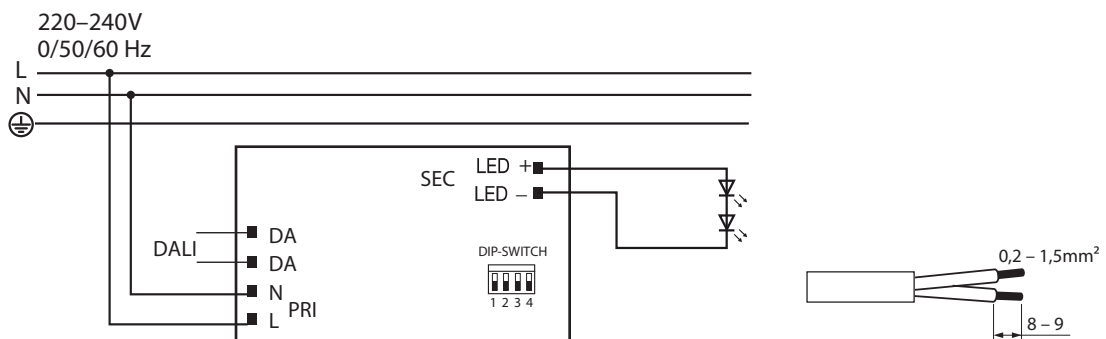 220–240V
0/50/60 Hz
L
N
SEC
LED +
LED –
DALI
DA
DA
N
PRI
L
DIP-SWITCH
1 2 3 4
0,2 – 1,5mm²
8 – 9